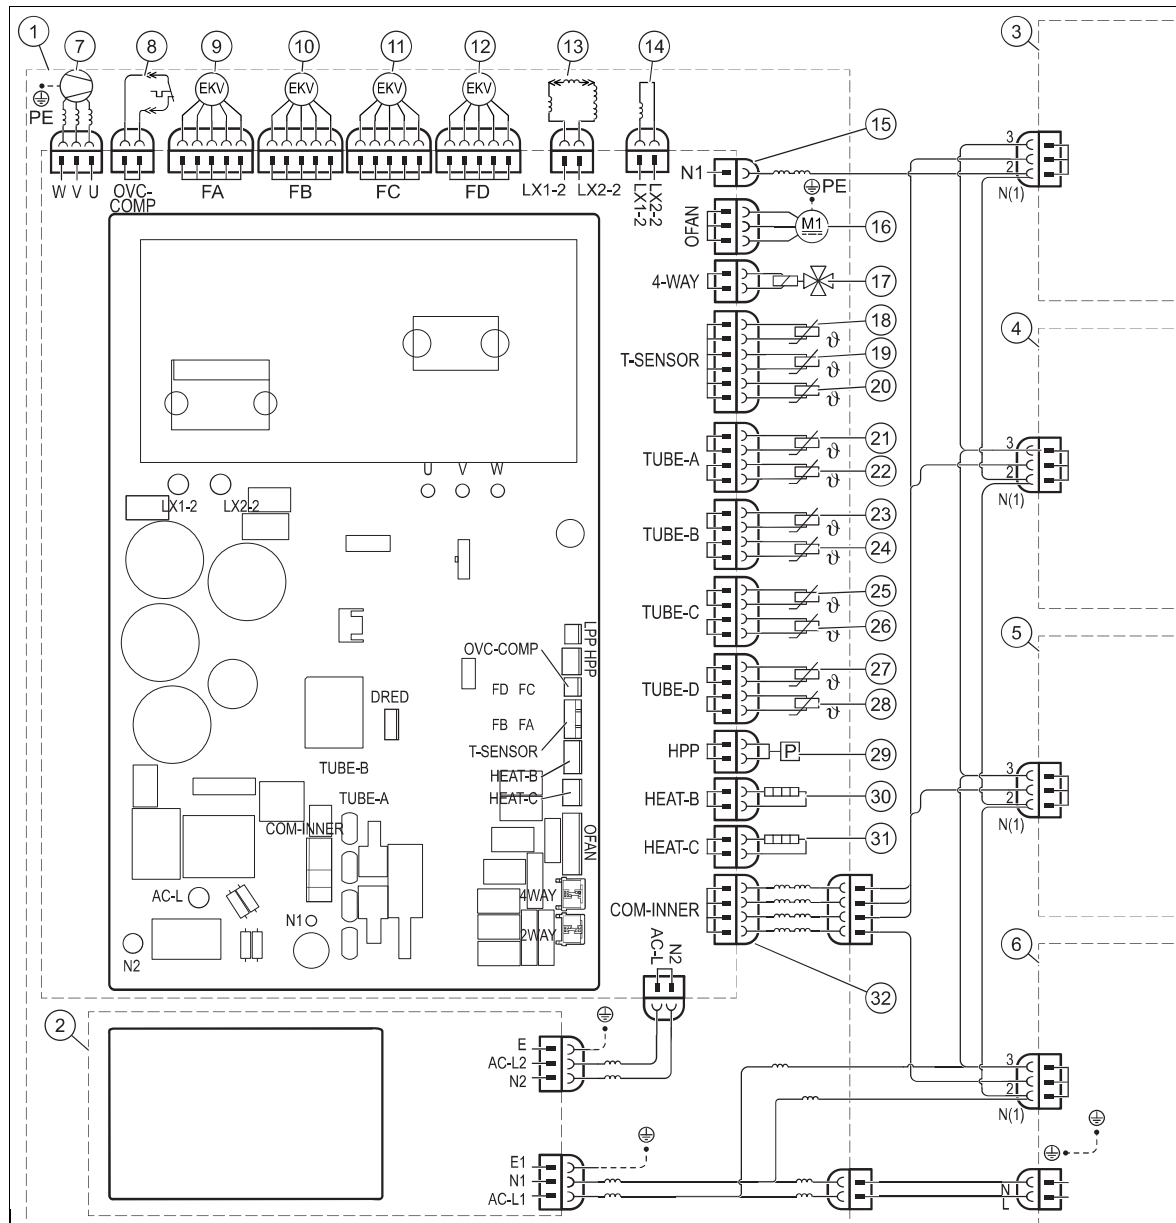 1
7
8
9
10
11
12
13
14
3
PE
EKV
EKV
EKV
EKV
W V U
OVC-
COMP
FA
FB
FC
FD
LX1-2
LX2-2
LX1-2
LX2-2
15
N1
3
2
N(1)
PE
OFAN
M1
16
4-WAY
17
T-SENSOR
18
ϑ
19
ϑ
20
ϑ
4
TUBE-A
21
ϑ
22
ϑ
3
2
N(1)
U V W
LX1-2
LX2-2
TUBE-B
23
ϑ
24
ϑ
TUBE-C
25
ϑ
26
ϑ
5
LPP HPP
OVC-COMP
FD FC
DRED
FB FA
T-SENSOR
HEAT-B
HEAT-C
TUBE-B
TUBE-A
COM-INNER
OFAN
TUBE-D
27
ϑ
28
ϑ
HPP
P
29
HEAT-B
30
3
2
N(1)
HEAT-C
31
AC-L
N1
N2
4WAY
2WAY
COM-INNER
AC-L
N2
32
6
2
E
AC-L2
N2
3
2
N(1)
E1
N1
AC-L1
N
L